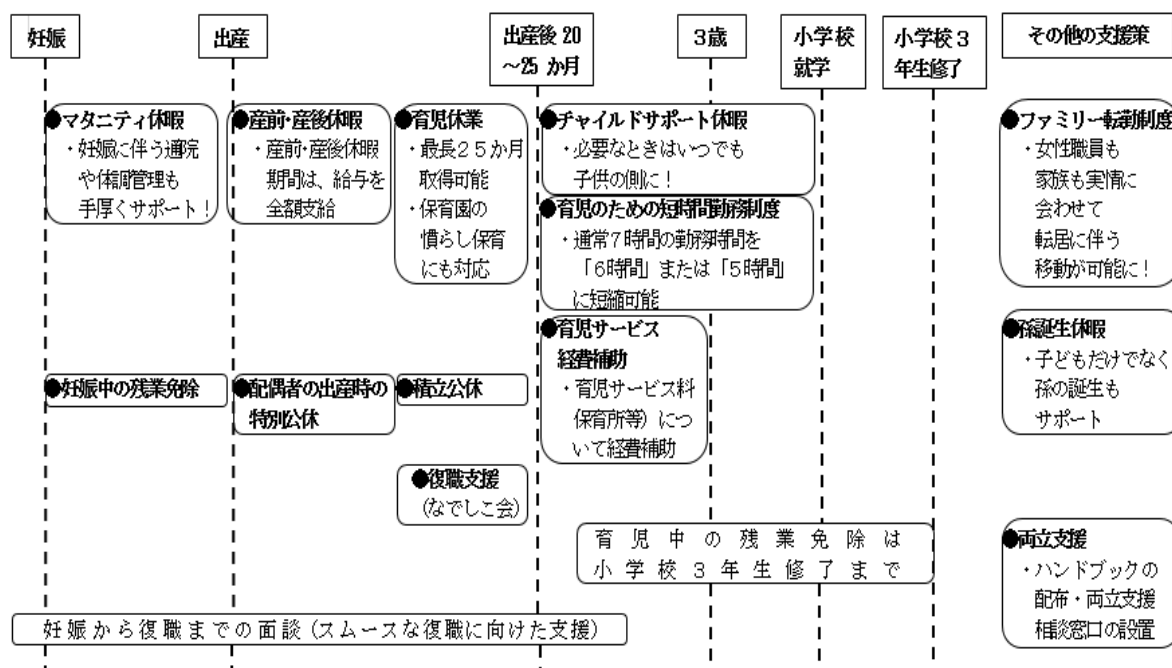 妊娠
出産
出産後20
～25か月
3歳
小学校
就学
小学校3
年生修了
その他の支援策
●マタニティ休暇
・妊娠に伴う通院
や体調管理も
手厚くサポート！
●産前・産後休暇
・産前・産後休暇
期間は、給与を
全額支給
●育児休業
・最長２５か月
取得可能
・保育園の
慣らし保育
にも対応
●チャイルドサポート休暇
・必要なときはいつでも
子供の側に！
●育児のための短時間勤務制度
・通常７時間の勤務時間を
「6時間」または「5時間」
に短縮可能
●育児サービス
経費補助
・育児サービス料
保育所等）につ
いて経費補助
●妊娠中の残業免除
●配偶者の出産時の
特別公休
●積立公休
●復職支援
(なでしこ会)
育児中の残業免除は
小学校３年生修了まで
妊娠から復職までの面談(スムースな復職に向けた支援)
●ファミリー転勤制度
・女性職員も
家族も実情に
会わせて
転居に伴う
移動が可能に！
●孫誕生休暇
・子どもだけでなく
孫の誕生も
サポート
●両立支援
・ハンドブックの
配布・両立支援
相談窓口の設置